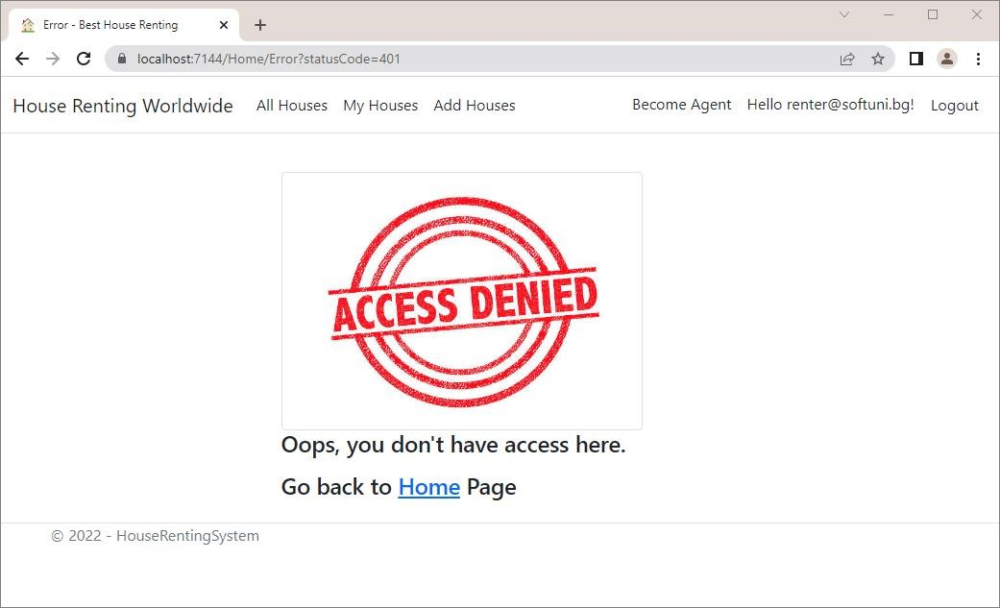 Error - Best House Renting
localhost:7144/Home/Error?statusCode=401
House Renting Worldwide All Houses My Houses Add Houses Become Agent Hello renter@softuni.bg! Logout
ACCESS DENIED
Oops, you don't have access here.
Go back to Home Page
© 2022 - HouseRentingSystem